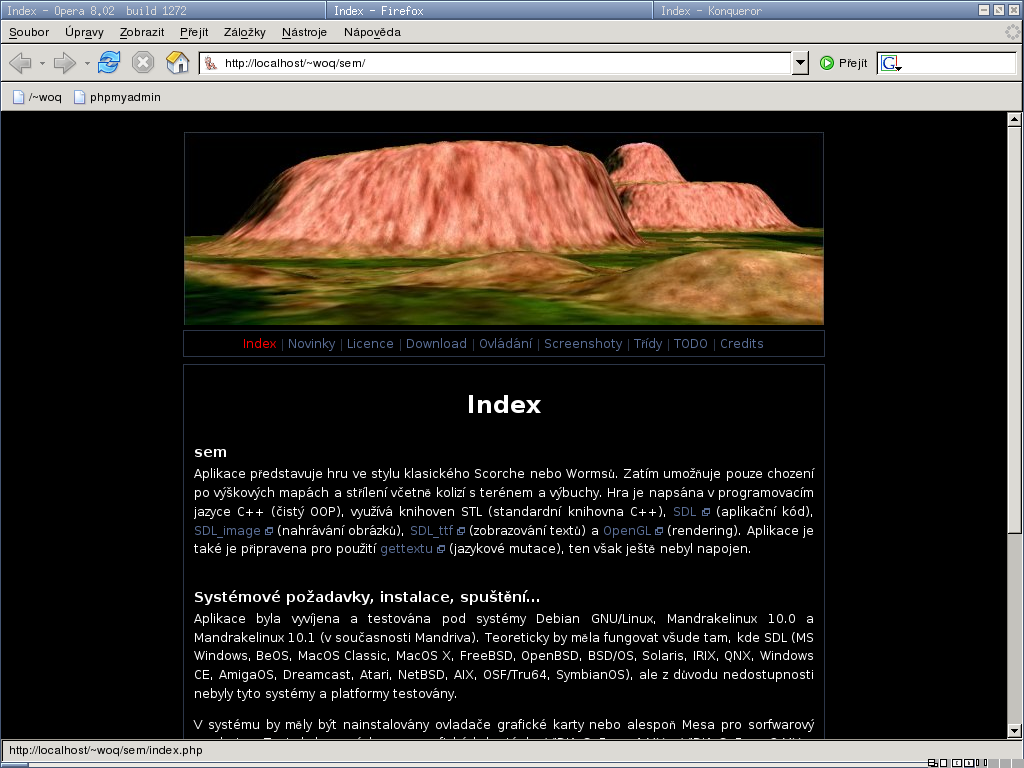 Index - Opera 8.02 build 1272
Index - Firefox
Index - Konqueror
Soubor Úpravy Zobrazit Přejít Záložky Nástroje Nápověda
http://localhost/~woq/sem/
Přejít
G
/~woq phpmyadmin
Index | Novinky | Licence | Download | Ovládání | Screenshoty | Třídy | TODO | Credits
Index
sem
Aplikace představuje hru ve stylu klasického Scorche nebo Wormsů. Zatím umožňuje pouze chození
po výškových mapách a střílení včetně kolizí s terénem a výbuchy. Hra je napsána v programovacím
jazyce C++ (čistý OOP), využívá knihoven STL (standardní knihovna C++), SDL (aplikační kód),
SDL_image (nahrávání obrázků), SDL_ttf (zobrazování textů) a OpenGL (rendering). Aplikace je
také je připravena pro použití gettextu (jazykové mutace), ten však ještě nebyl napojen.
Systémové požadavky, instalace, spuštění...
Aplikace byla vyvíjena a testována pod systémy Debian GNU/Linux, Mandrakelinux 10.0 a
Mandrakelinux 10.1 (v současnosti Mandriva). Teoreticky by měla fungovat všude tam, kde SDL (MS
Windows, BeOS, MacOS Classic, MacOS X, FreeBSD, OpenBSD, BSD/OS, Solaris, IRIX, QNX, Windows
CE, AmigaOS, Dreamcast, Atari, NetBSD, AIX, OSF/Tru64, SymbianOS), ale z důvodu nedostupnosti
nebyly tyto systémy a platformy testovány.
V systému by měly být nainstalovány ovladače grafické karty nebo alespoň Mesa pro sorfwarový
http://localhost/~woq/sem/index.php